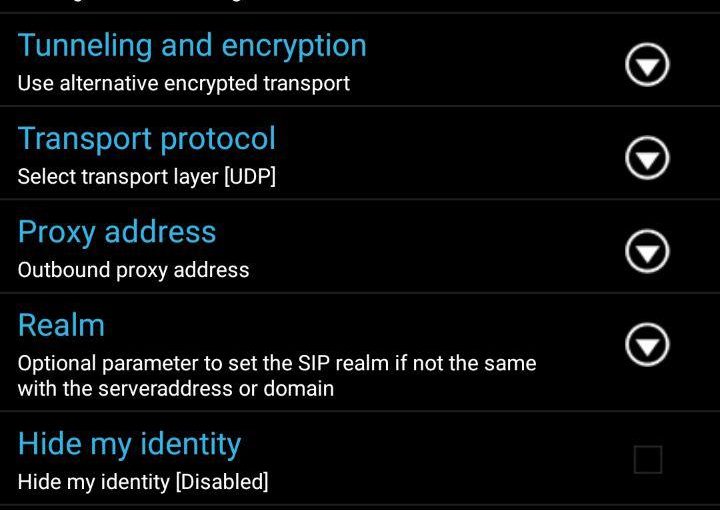 Tunneling and encryption
Use alternative encrypted transport
Transport protocol
Select transport layer [UDP]
Proxy address
Outbound proxy address
Realm
Optional parameter to set the SIP realm if not the same
with the serveraddress or domain
Hide my identity
Hide my identity [Disabled]